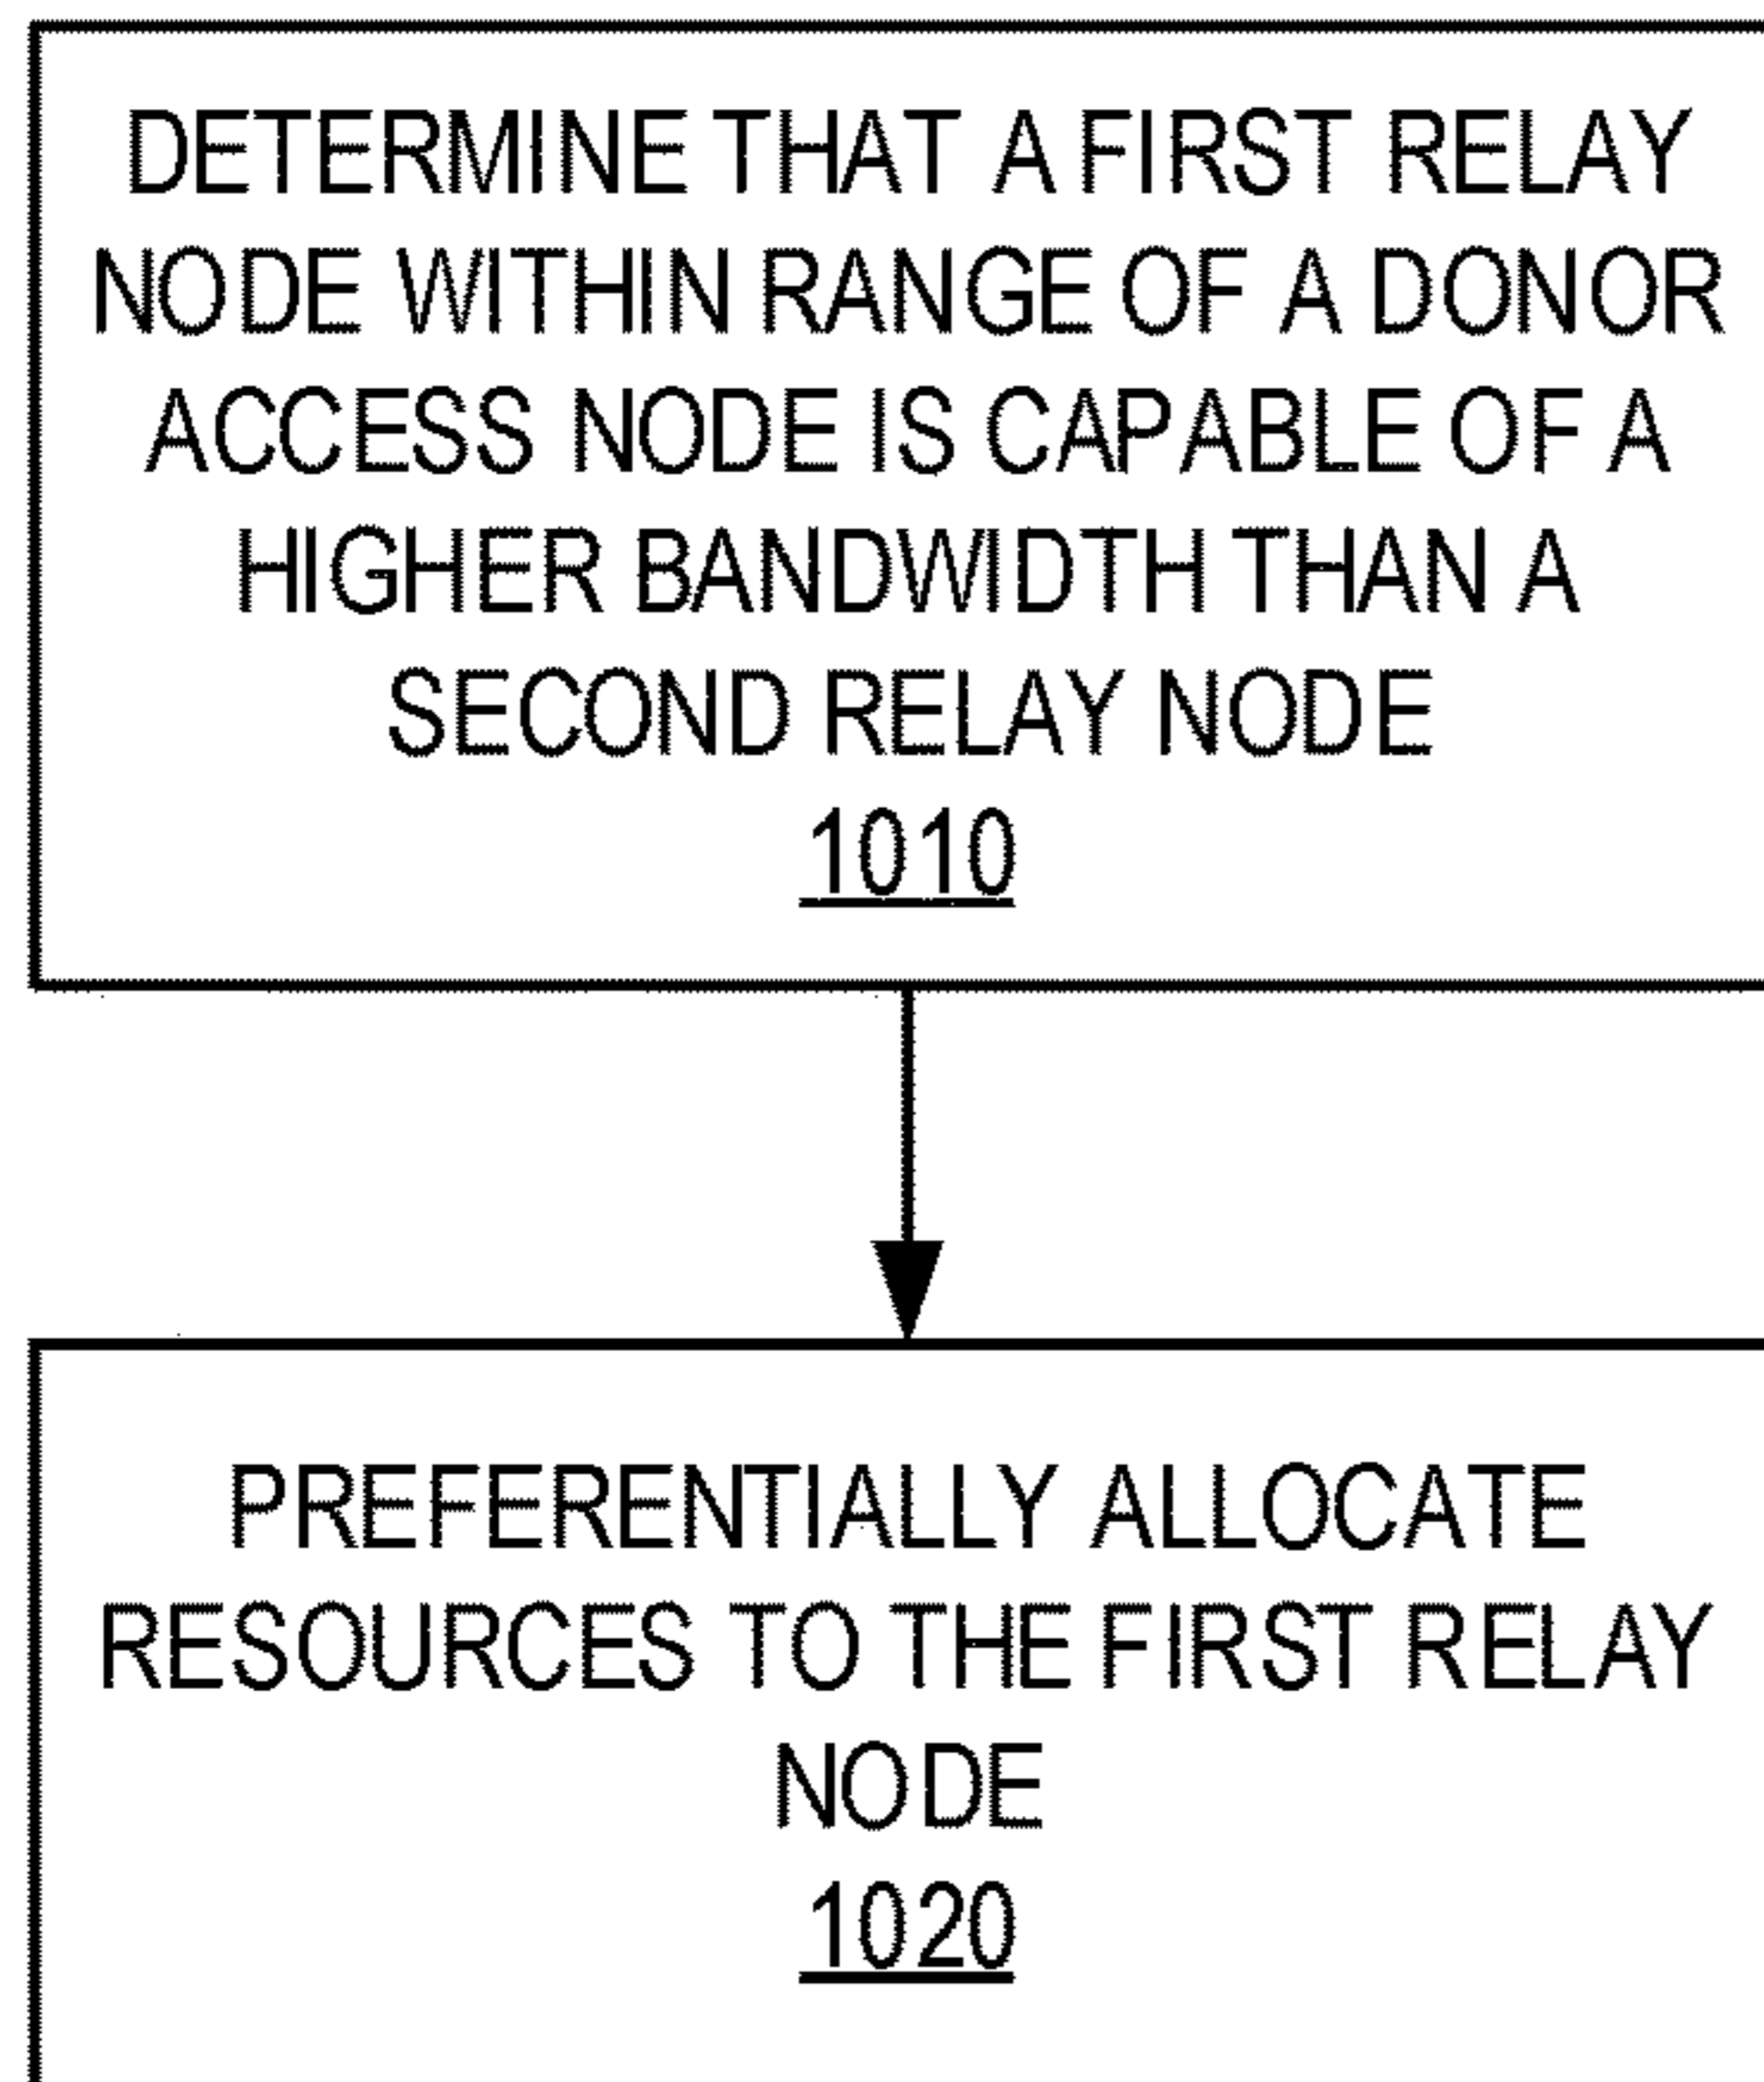 DETERMINE THAT A FIRST RELAY
NODE WITHIN RANGE OF A DONOR
ACCESS NODE IS CAPABLE OF A
HIGHER BANDWIDTH THAN A
SECOND RELAY NODE
1010
PREFERENTIALLY ALLOCATE
RESOURCES TO THE FIRST RELAY
NODE
1020